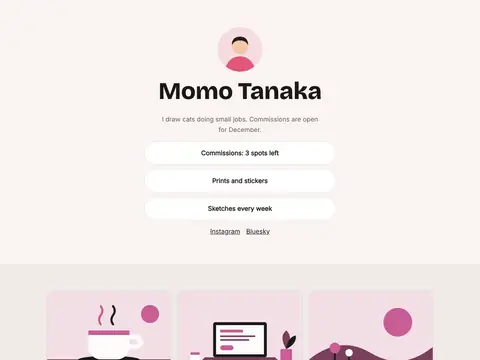 Momo Tanaka
I draw cats doing small jobs. Commissions are open
for December.
Commissions: 3 spots left
Prints and stickers
Sketches every week
Instagram Bluesky